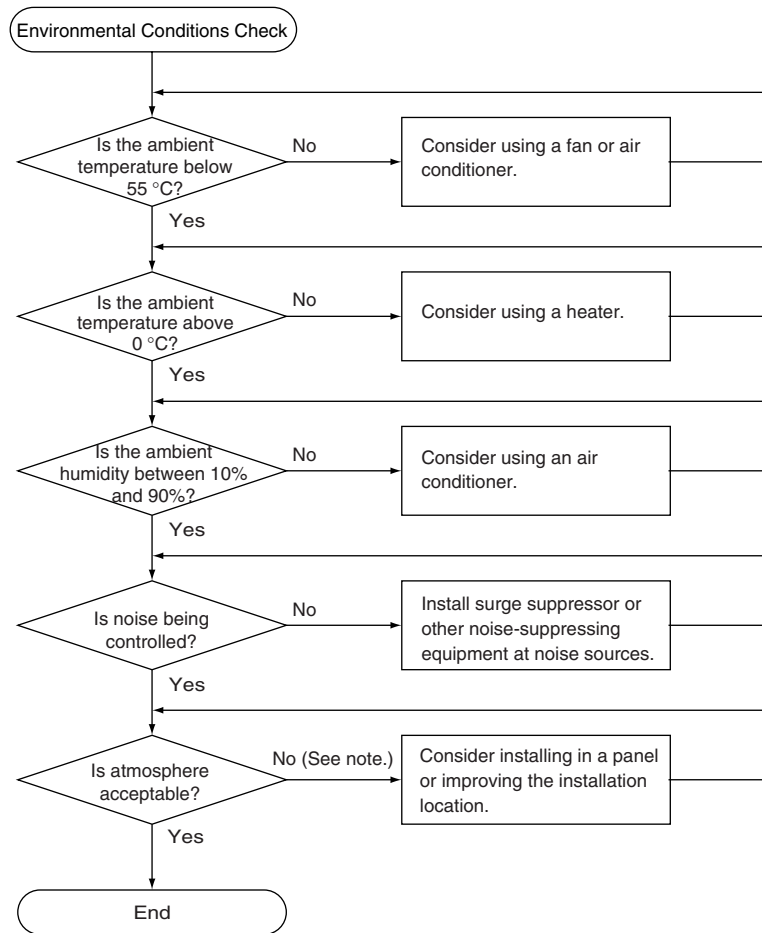 Environmental Conditions Check
Is the ambient
temperature below
55 °C?
No
Consider using a fan or air
conditioner.
Yes
Is the ambient
temperature above
0 °C?
No
Consider using a heater.
Yes
Is the ambient
humidity between 10%
and 90%?
No
Consider using an air
conditioner.
Yes
Is noise being
controlled?
No
Install surge suppressor or
other noise-suppressing
equipment at noise sources.
Yes
Is atmosphere
acceptable?
No (See note.)
Consider installing in a panel
or improving the installation
location.
Yes
End